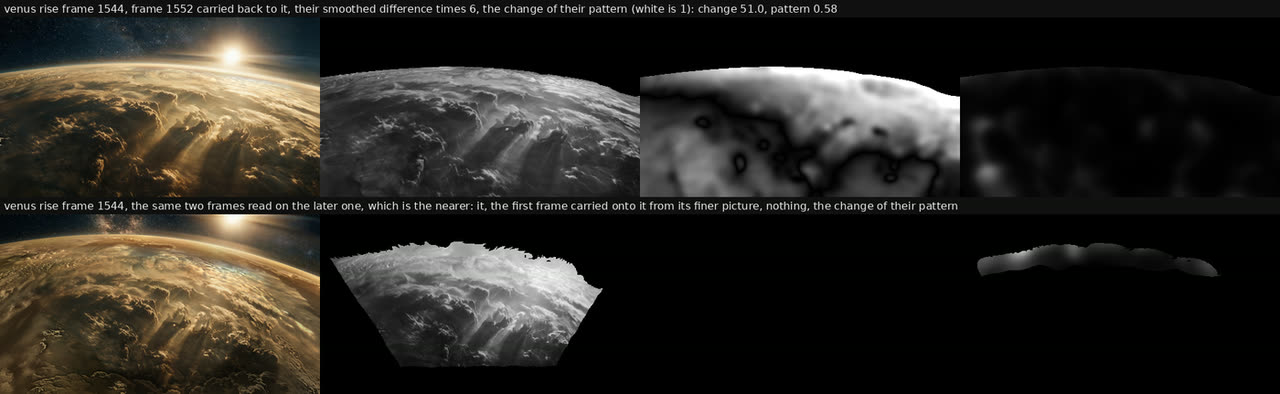 venus rise frame 1544, frame 1552 carried back to it, their smoothed difference times 6, the change of their pattern (white is 1): change 51.0, pattern 0.58
venus rise frame 1544, the same two frames read on the later one, which is the nearer: it, the first frame carried onto it from its finer picture, nothing, the change of their pattern